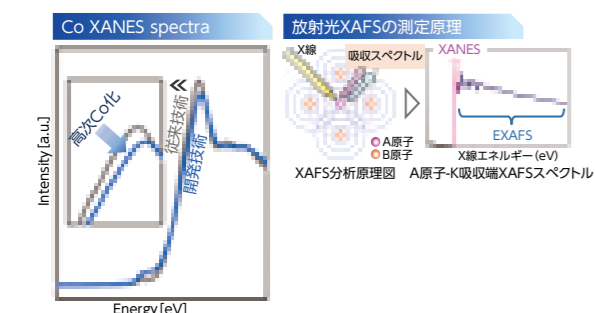 Co XANES spectra
Intensity [a.u.]
高次Co化
従来技術
≪
開発技術
Energy [eV]
放射光XAFSの測定原理
X線
吸収スペクトル
A原子
B原子
XAFS分析原理図
XANES
EXAFS
X線エネルギー(eV)
A原子-K吸収端XAFSスペクトル